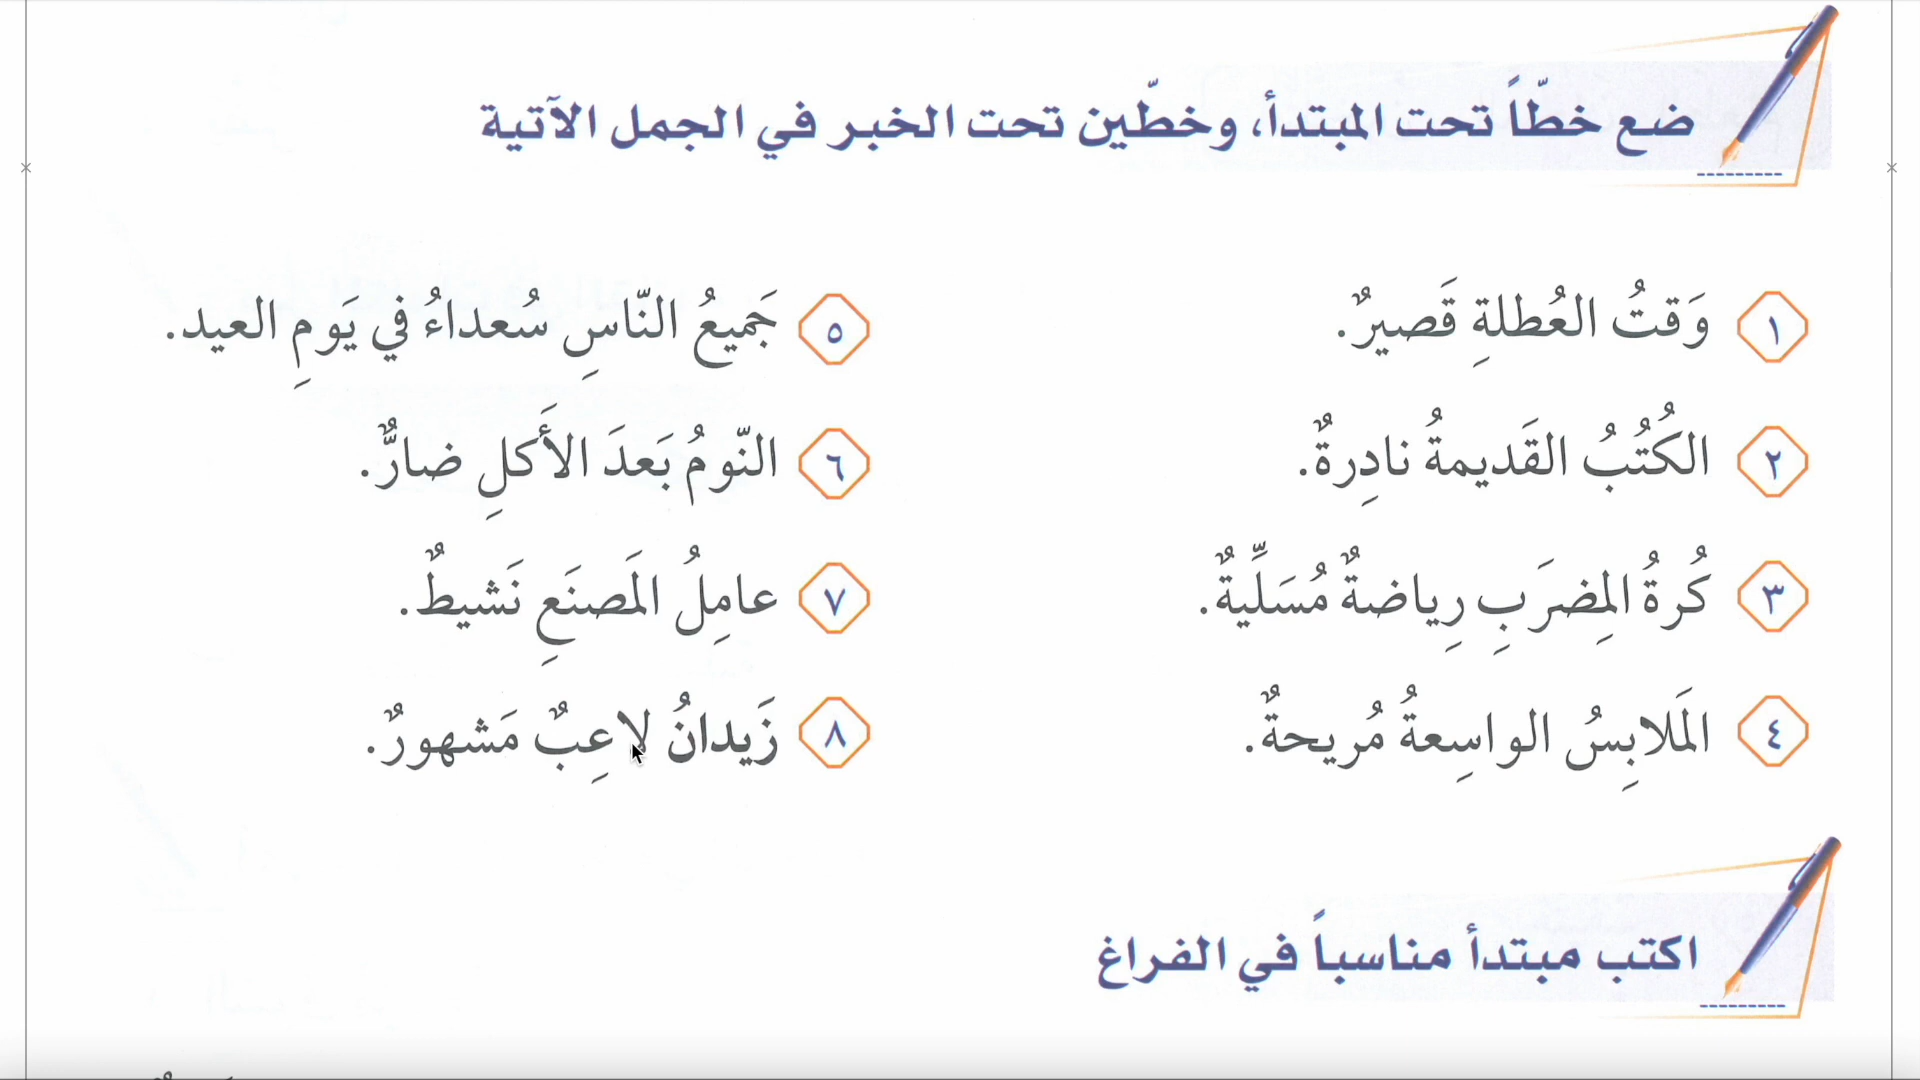 ضع خطّاً تحت المبتدأ، وخطّين تحت الخبر في الجمل الآتية
١ وَقتُ العُطلةِ قَصيرٌ.
٢ الكُتُبُ القَديمةُ نادِرةٌ.
٣ كُرةُ المِضرَبِ رِياضةٌ مُسَلِّيةٌ.
٤ المَلابِسُ الواسِعةُ مُريحةٌ.
٥ جَميعُ النّاسِ سُعداءُ في يَومِ العيد.
٦ النّومُ بَعدَ الأَكلِ ضارٌّ.
٧ عامِلُ المَصنَعِ نَشيطٌ.
٨ زَيدانُ لاعِبٌ مَشهورٌ.
اكتب مبتدأ مناسباً في الفراغ